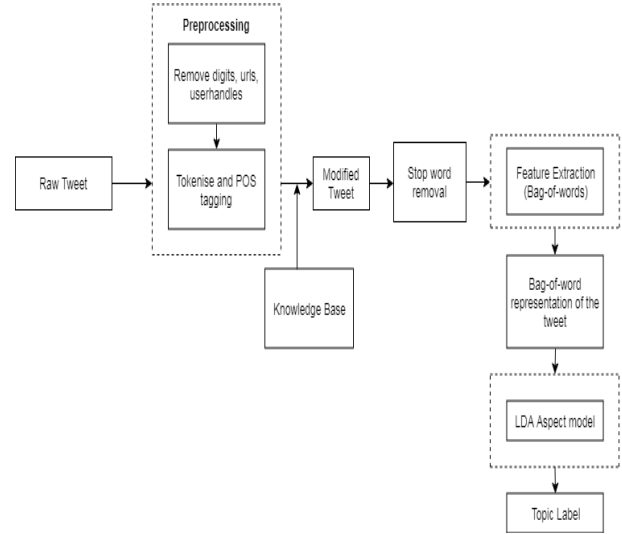 Preprocessing
Remove digits, urls,
userhandles
Raw Tweet
Tokenise and POS
tagging
Modified
Tweet
Stop word
removal
Feature Extraction
(Bag-of-words)
Knowledge Base
Bag-of-word
representation of the
tweet
LDA Aspect model
Topic Label